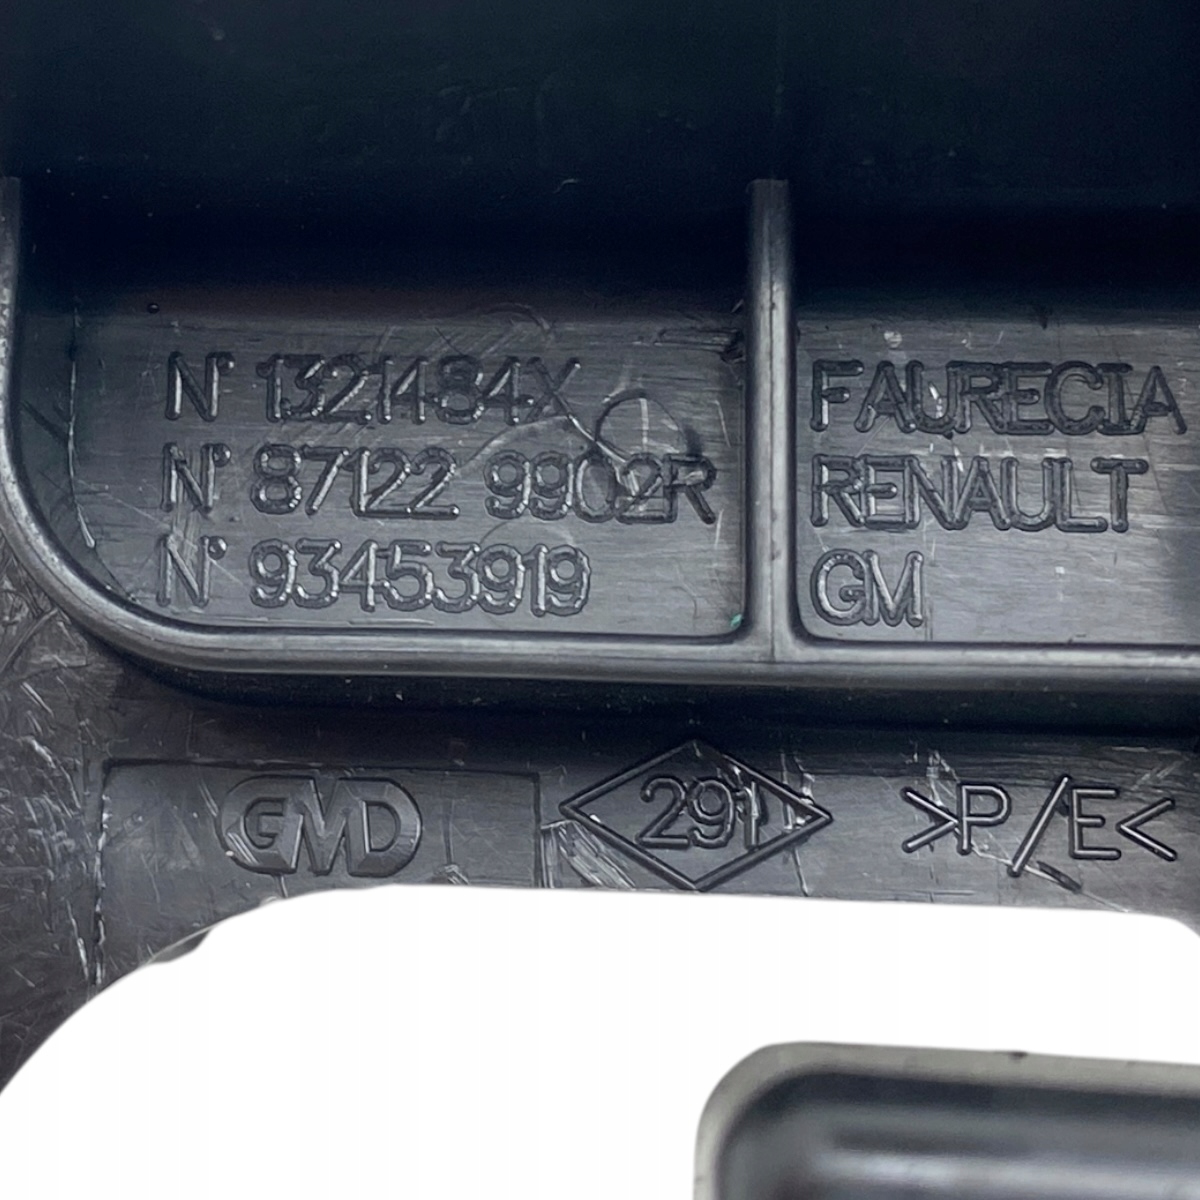 N° 1321484X
N° 87122 9902R
N° 93453919
FAURECIA
RENAULT
GM
GMD
291
>P/E<